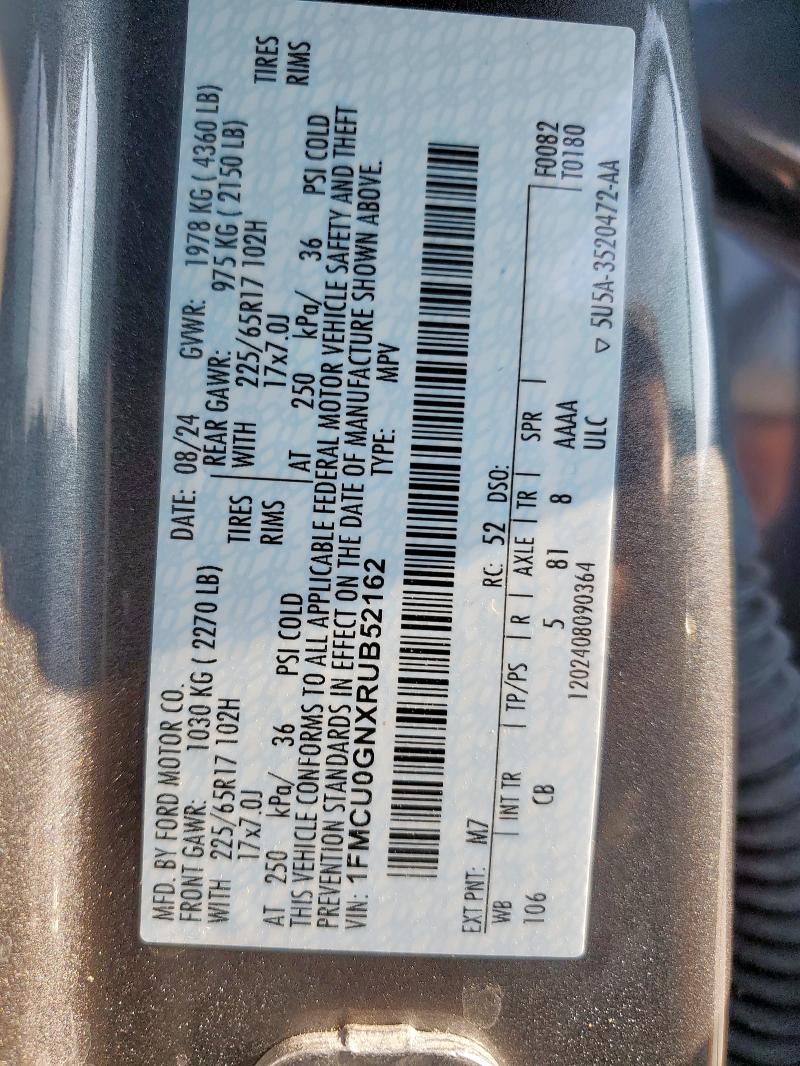 MFD. BY FORD MOTOR CO.
DATE: 08/24 GVWR: 1978 KG ( 4360 LB)
FRONT GAWR: 1030 KG ( 2270 LB) REAR GAWR: 975 KG ( 2150 LB)
WITH 225/65R17 102H TIRES WITH 225/65R17 102H TIRES
17x7.0J RIMS 17x7.0J RIMS
AT 250 kPa/ 36 PSI COLD AT 250 kPa/ 36 PSI COLD
THIS VEHICLE CONFORMS TO ALL APPLICABLE FEDERAL MOTOR VEHICLE SAFETY AND THEFT
PREVENTION STANDARDS IN EFFECT ON THE DATE OF MANUFACTURE SHOWN ABOVE.
VIN: 1FMCU0GNXRUB52162 TYPE: MPV
EXT PNT: M7 RC: 52 DSO: F0082
WB INT TR TP/PS R AXLE TR SPR T0180
106 CB 5 81 8 AAAA
ULC
1202408090364 ▽ 5U5A-3520472-AA